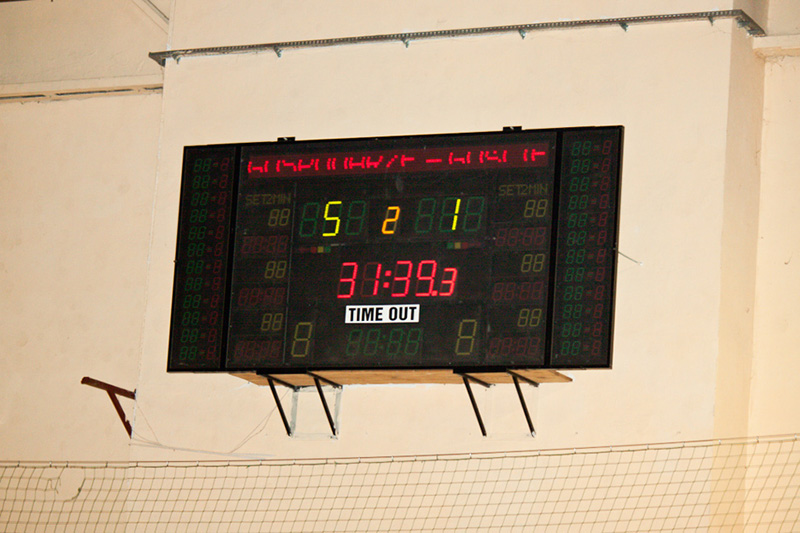 SET2MIN SET2MIN
5 2 1
31:39.3
TIME OUT